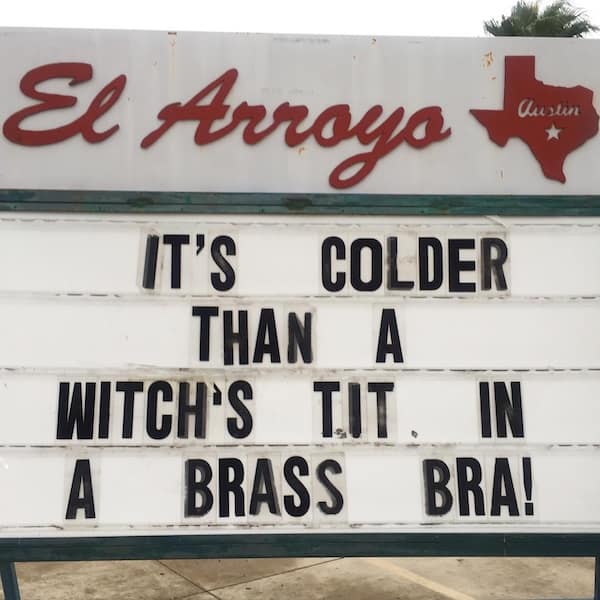 El Arroyo
Austin
IT'S COLDER
THAN A
WITCH'S TIT IN
A BRASS BRA!